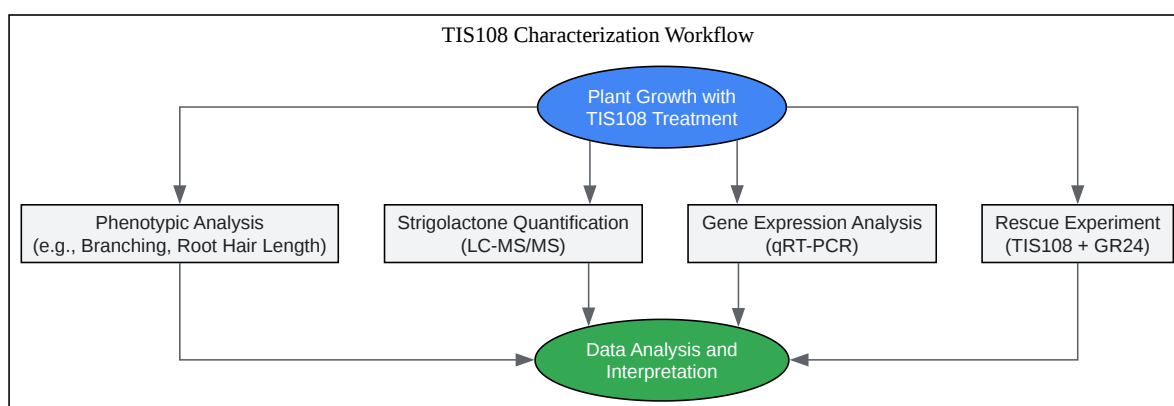 TIS108 Characterization Workflow
Plant Growth with
TIS108 Treatment
Phenotypic Analysis
(e.g., Branching, Root Hair Length)
Strigolactone Quantification
(LC-MS/MS)
Gene Expression Analysis
(qRT-PCR)
Rescue Experiment
(TIS108 + GR24)
Data Analysis and
Interpretation